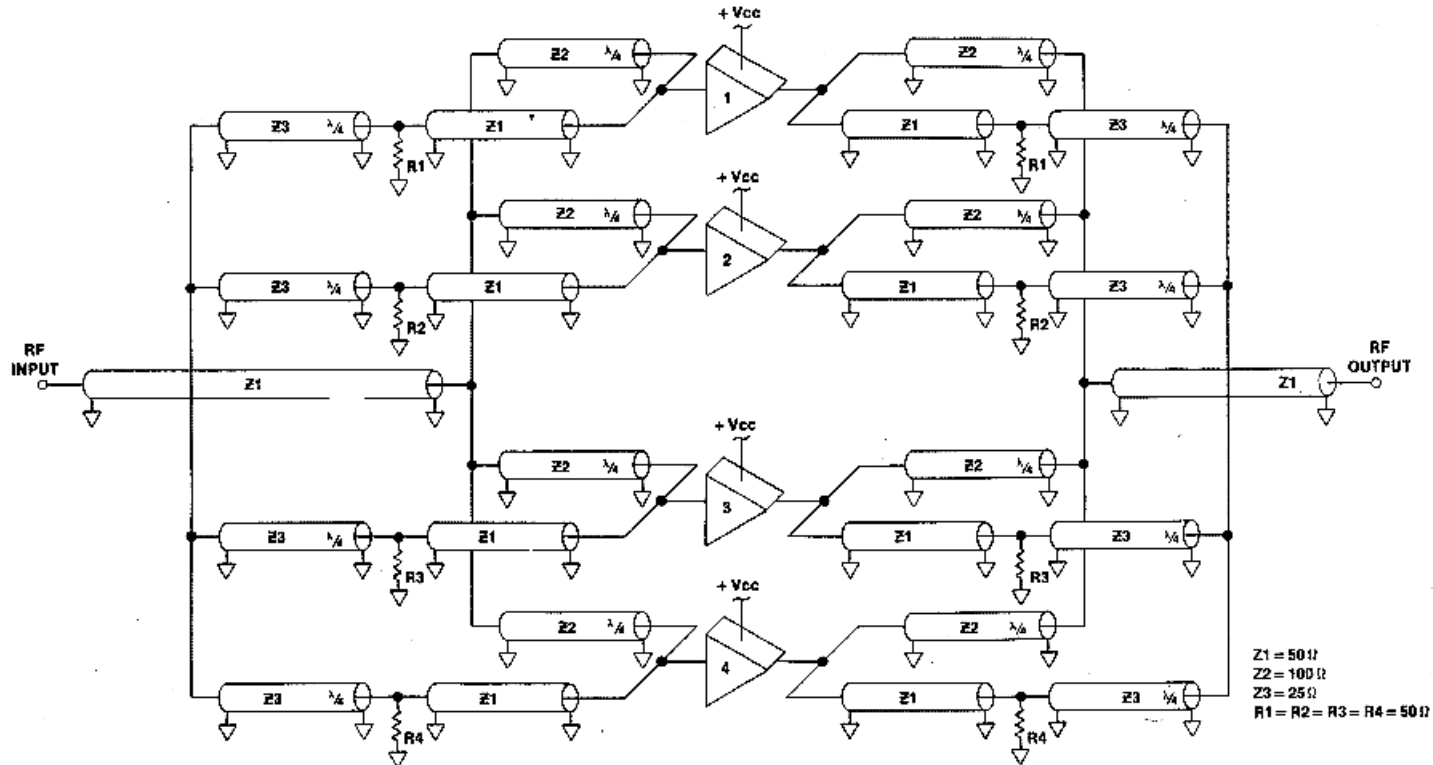 + Vcc
Z2 λ/4 1 Z2 λ/4
Z3 λ/4 Z1 Z1 Z3 λ/4
R1 R1
+ Vcc
Z2 λ/4 2 Z2 λ/4
Z3 λ/4 Z1 Z1 Z3 λ/4
R2 R2
RF INPUT
Z1
RF OUTPUT
Z1
+ Vcc
Z2 λ/4 3 Z2 λ/4
Z3 λ/4 Z1 Z1 Z3 λ/4
R3 R3
+ Vcc
Z2 λ/4 4 Z2 λ/4
Z3 λ/4 Z1 Z1 Z3 λ/4
R4 R4
Z1 = 50 Ω
Z2 = 100 Ω
Z3 = 25 Ω
R1 = R2 = R3 = R4 = 50 Ω